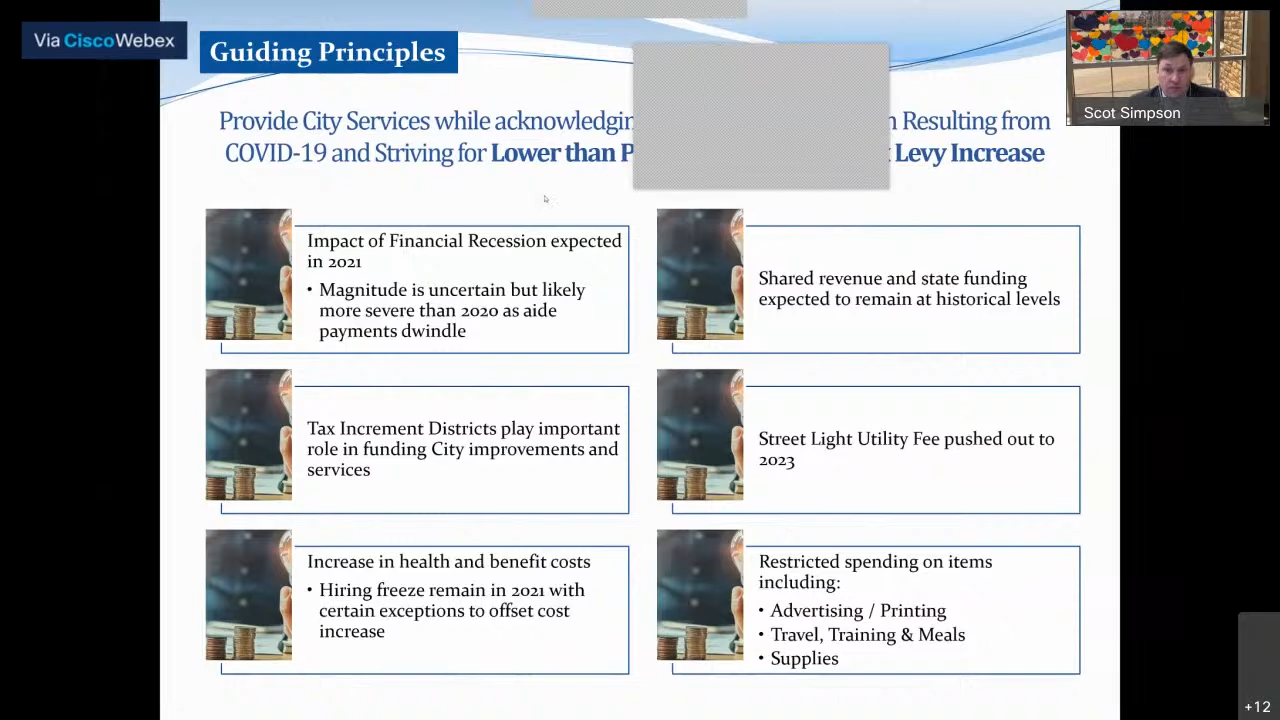 Via CiscoWebex
Guiding Principles
Scot Simpson
Provide City Services while acknowledgin Resulting from
COVID-19 and Striving for Lower than Levy Increase
Impact of Financial Recession expected
in 2021
• Magnitude is uncertain but likely
more severe than 2020 as aide
payments dwindle
Shared revenue and state funding
expected to remain at historical levels
Tax Increment Districts play important
role in funding City improvements and
services
Street Light Utility Fee pushed out to
2023
Increase in health and benefit costs
• Hiring freeze remain in 2021 with
certain exceptions to offset cost
increase
Restricted spending on items
including:
• Advertising / Printing
• Travel, Training & Meals
• Supplies
+12